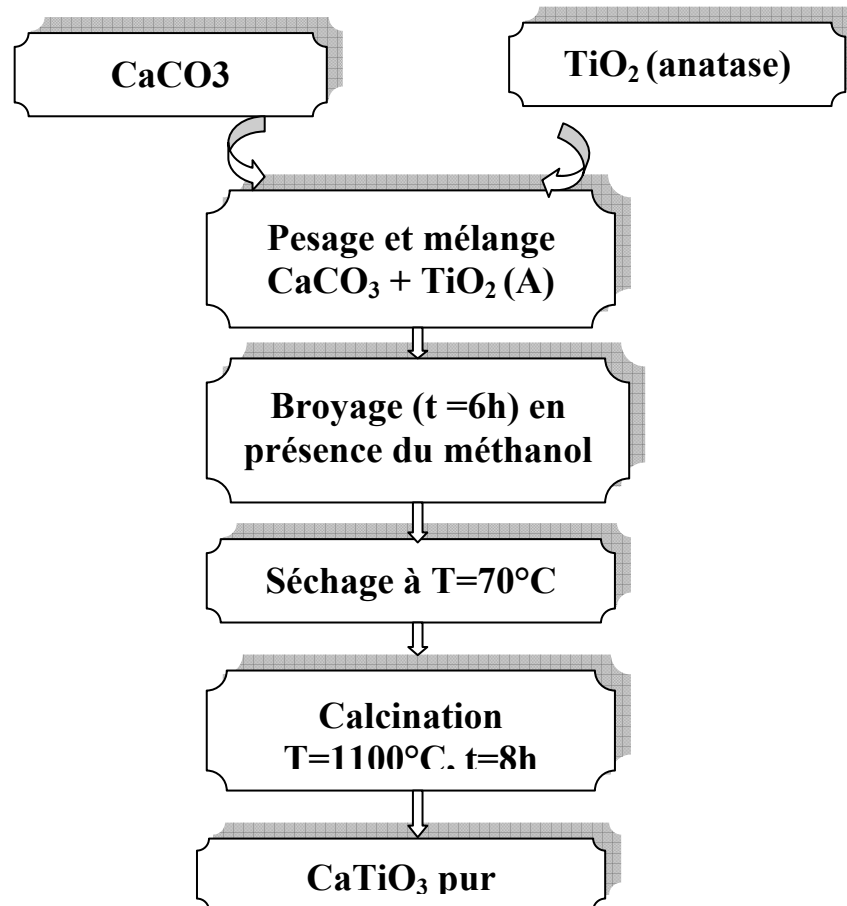 CaCO3
TiO₂ (anatase)
Pesage et mélange
CaCO₃ + TiO₂ (A)
Broyage (t =6h) en
présence du méthanol
Séchage à T=70°C
Calcination
T=1100°C, t=8h
CaTiO₃ pur